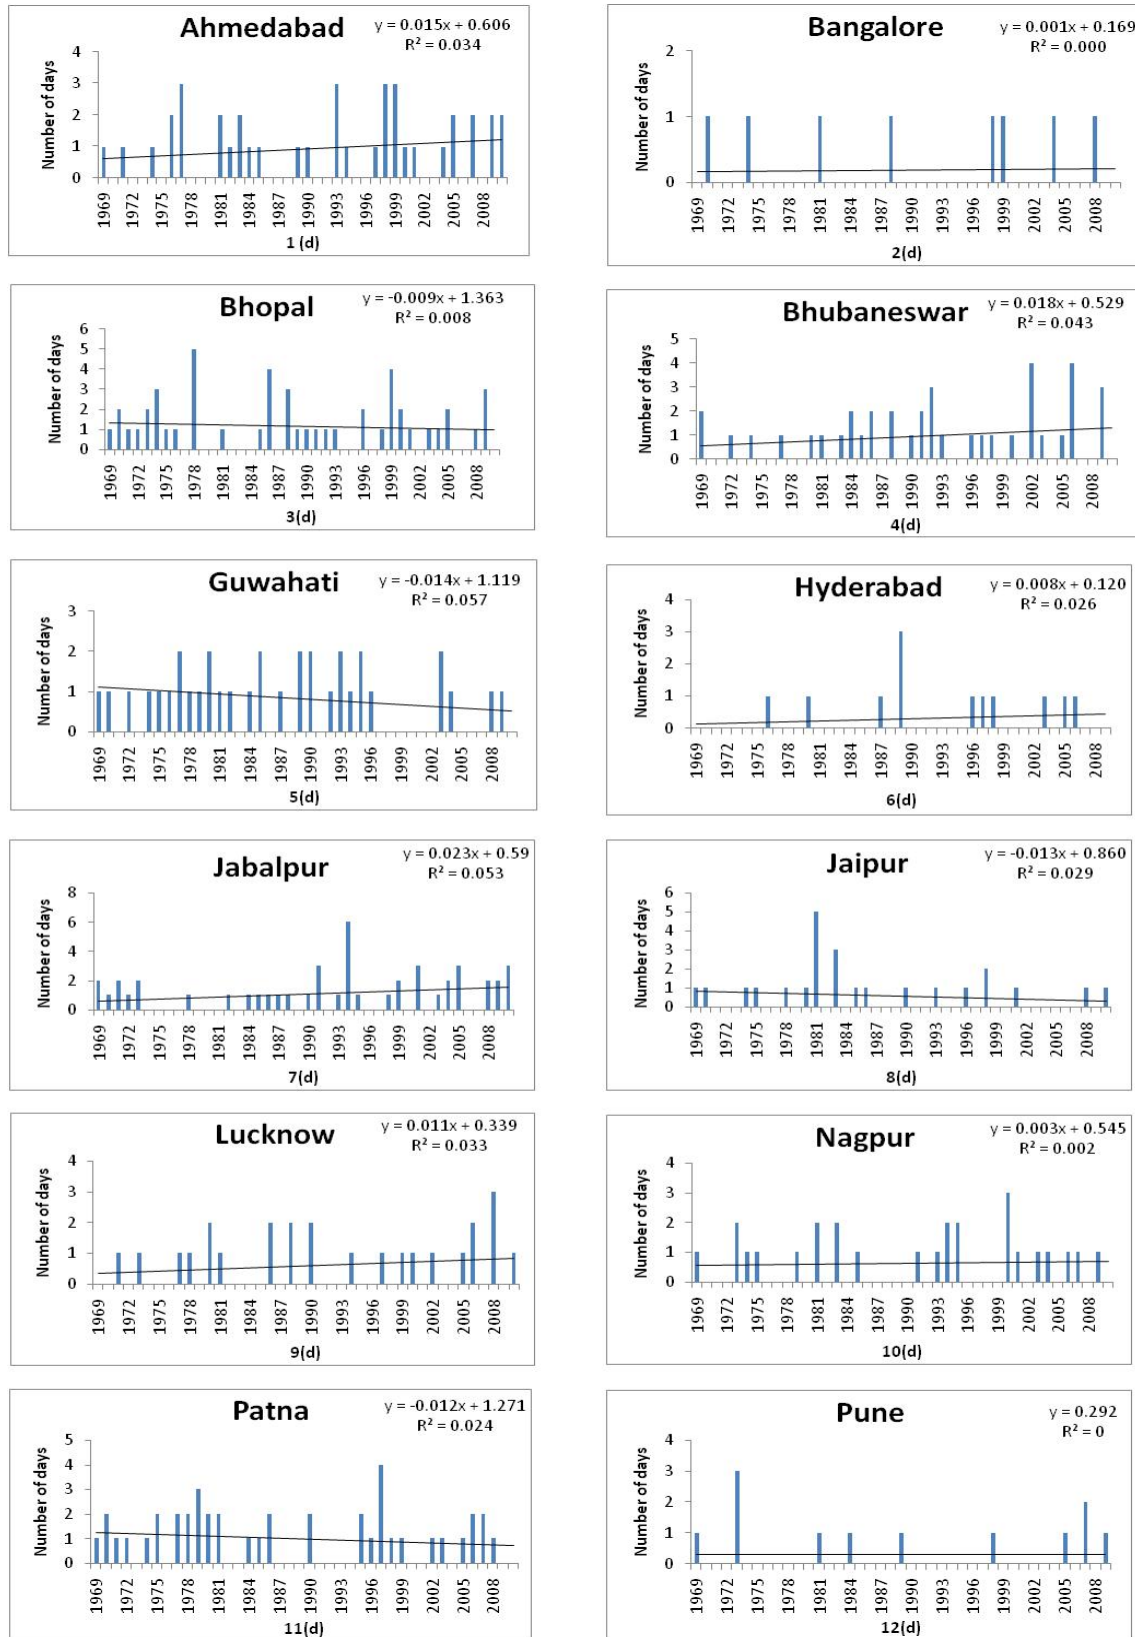 Ahmedabad
y = 0.015x + 0.606
R² = 0.034
Number of days
4
3
2
1
0
1969 1972 1975 1978 1981 1984 1987 1990 1993 1996 1999 2002 2005 2008
1 (d)
Bangalore
y = 0.001x + 0.169
R² = 0.000
Number of days
2
1
0
1969 1972 1975 1978 1981 1984 1987 1990 1993 1996 1999 2002 2005 2008
2(d)
Bhopal
y = -0.009x + 1.363
R² = 0.008
Number of days
6
5
4
3
2
1
0
1969 1972 1975 1978 1981 1984 1987 1990 1993 1996 1999 2002 2005 2008
3(d)
Bhubaneswar
y = 0.018x + 0.529
R² = 0.043
Number of days
5
4
3
2
1
0
1969 1972 1975 1978 1981 1984 1987 1990 1993 1996 1999 2002 2005 2008
4(d)
Guwahati
y = -0.014x + 1.119
R² = 0.057
Number of days
3
2
1
0
1969 1972 1975 1978 1981 1984 1987 1990 1993 1996 1999 2002 2005 2008
5(d)
Hyderabad
y = 0.008x + 0.120
R² = 0.026
Number of days
4
3
2
1
0
1969 1972 1975 1978 1981 1984 1987 1990 1993 1996 1999 2002 2005 2008
6(d)
Jabalpur
y = 0.023x + 0.59
R² = 0.053
Number of days
8
6
4
2
0
1969 1972 1975 1978 1981 1984 1987 1990 1993 1996 1999 2002 2005 2008
7(d)
Jaipur
y = -0.013x + 0.860
R² = 0.029
Number of days
6
5
4
3
2
1
0
1969 1972 1975 1978 1981 1984 1987 1990 1993 1996 1999 2002 2005 2008
8(d)
Lucknow
y = 0.011x + 0.339
R² = 0.033
Number of days
4
3
2
1
0
1969 1972 1975 1978 1981 1984 1987 1990 1993 1996 1999 2002 2005 2008
9(d)
Nagpur
y = 0.003x + 0.545
R² = 0.002
Number of days
4
3
2
1
0
1969 1972 1975 1978 1981 1984 1987 1990 1993 1996 1999 2002 2005 2008
10(d)
Patna
y = -0.012x + 1.271
R² = 0.024
Number of days
5
4
3
2
1
0
1969 1972 1975 1978 1981 1984 1987 1990 1993 1996 1999 2002 2005 2008
11(d)
Pune
y = 0.292
R² = 0
Number of days
4
3
2
1
0
1969 1972 1975 1978 1981 1984 1987 1990 1993 1996 1999 2002 2005 2008
12(d)